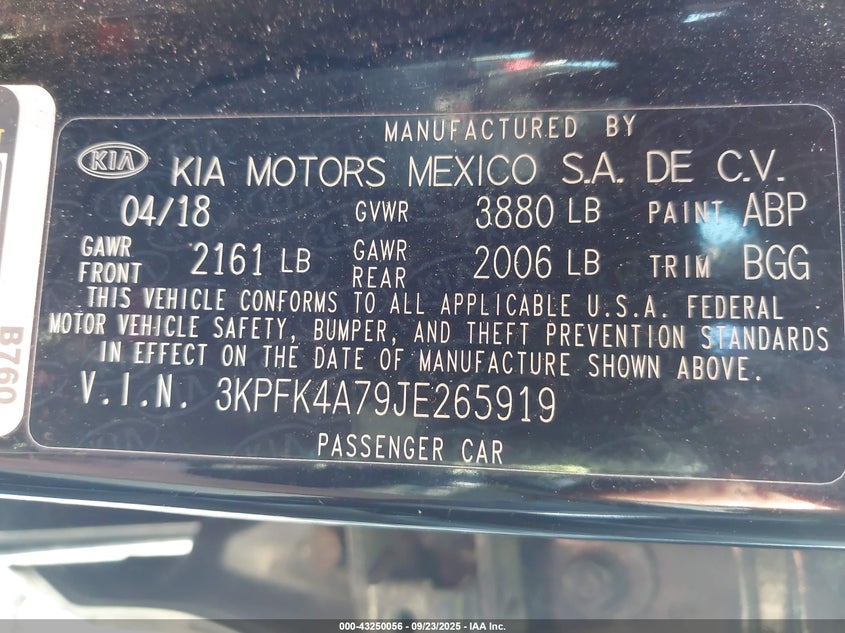 MANUFACTURED BY
KIA KIA MOTORS MEXICO S.A. DE C.V.
04/18 GVWR 3880 LB PAINT ABP
GAWR FRONT 2161 LB GAWR REAR 2006 LB TRIM BGG
THIS VEHICLE CONFORMS TO ALL APPLICABLE U.S.A. FEDERAL
MOTOR VEHICLE SAFETY, BUMPER, AND THEFT PREVENTION STANDARDS
IN EFFECT ON THE DATE OF MANUFACTURE SHOWN ABOVE.
V.I.N. 3KPFK4A79JE265919
PASSENGER CAR
B760
000-43250056 - 09/23/2025 - IAA Inc.